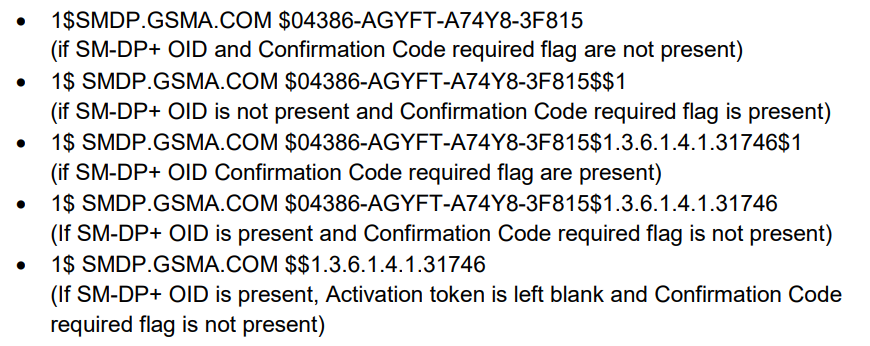 • 1$SMDP.GSMA.COM $04386-AGYFT-A74Y8-3F815
(if SM-DP+ OID and Confirmation Code required flag are not present)
• 1$ SMDP.GSMA.COM $04386-AGYFT-A74Y8-3F815$$1
(if SM-DP+ OID is not present and Confirmation Code required flag is present)
• 1$ SMDP.GSMA.COM $04386-AGYFT-A74Y8-3F815$1.3.6.1.4.1.31746$1
(if SM-DP+ OID Confirmation Code required flag are present)
• 1$ SMDP.GSMA.COM $04386-AGYFT-A74Y8-3F815$1.3.6.1.4.1.31746
(If SM-DP+ OID is present and Confirmation Code required flag is not present)
• 1$ SMDP.GSMA.COM $$1.3.6.1.4.1.31746
(If SM-DP+ OID is present, Activation token is left blank and Confirmation Code
required flag is not present)